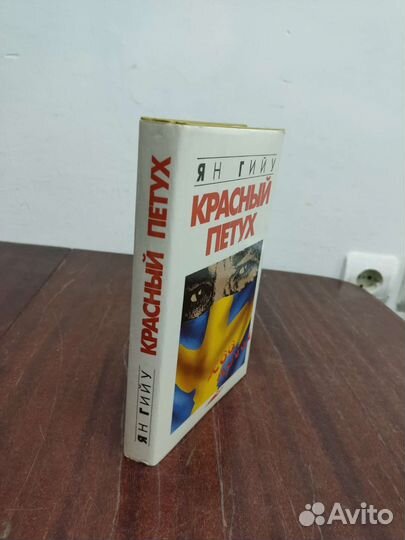 ЯН ГИЙУ
КРАСНЫЙ
ПЕТУХ
ЯН ГИЙУ КРАСНЫЙ ПЕТУХ
Avito